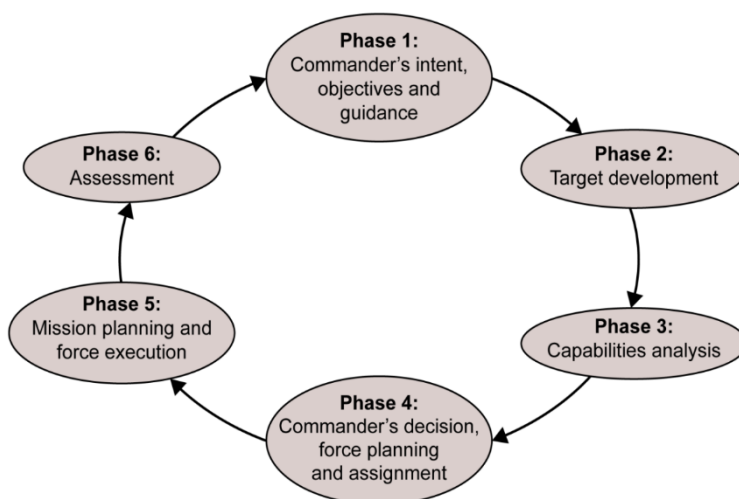 Phase 1:
Commander's intent,
objectives and
guidance
Phase 2:
Target development
Phase 3:
Capabilities analysis
Phase 4:
Commander's decision,
force planning
and assignment
Phase 5:
Mission planning and
force execution
Phase 6:
Assessment